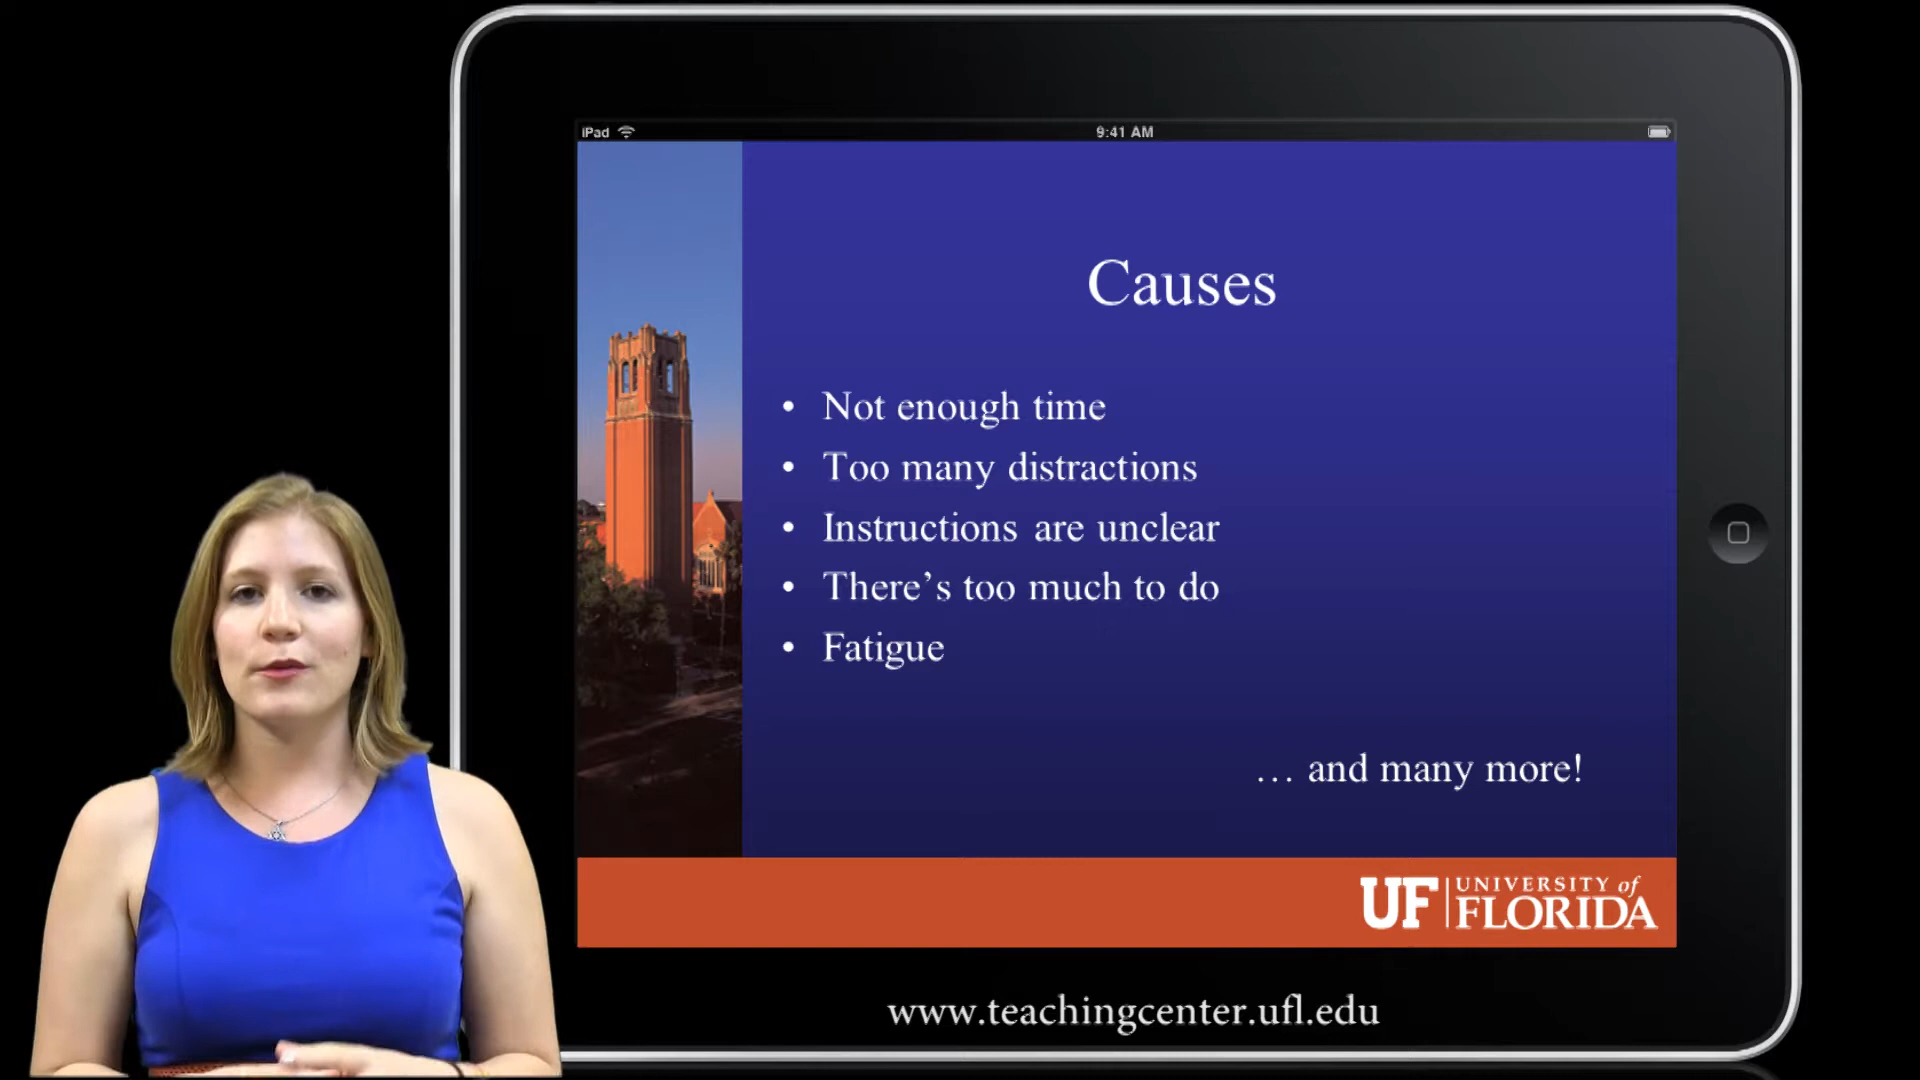 iPad
9:41 AM
Causes
• Not enough time
• Too many distractions
• Instructions are unclear
• There's too much to do
• Fatigue
… and many more!
UF UNIVERSITY of
FLORIDA
www.teachingcenter.ufl.edu